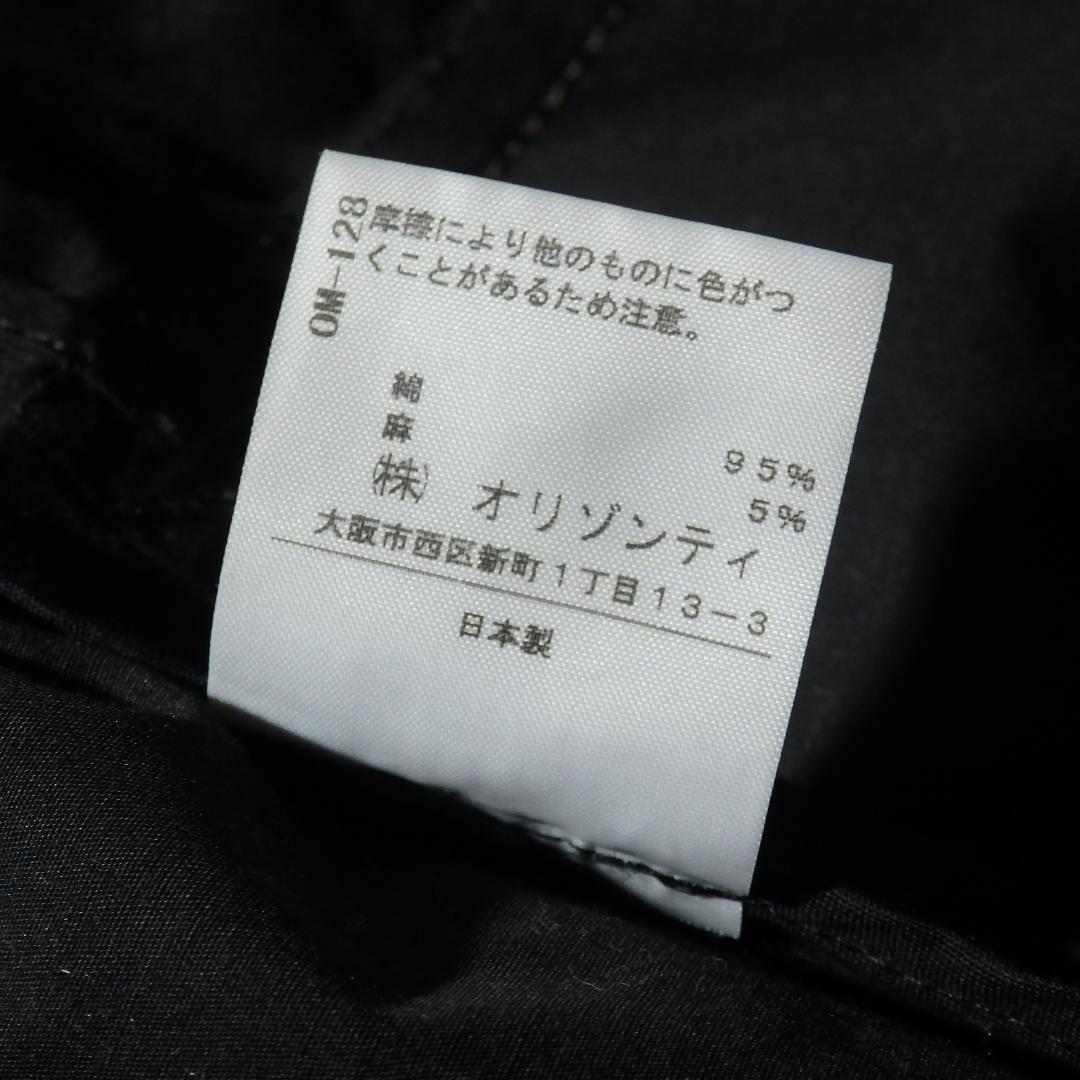 OM-128
摩擦により他のものに色がつ
くことがあるため注意。
綿 95%
麻 5%
㈱ オリゾンティ
大阪市西区新町1丁目13-3
日本製